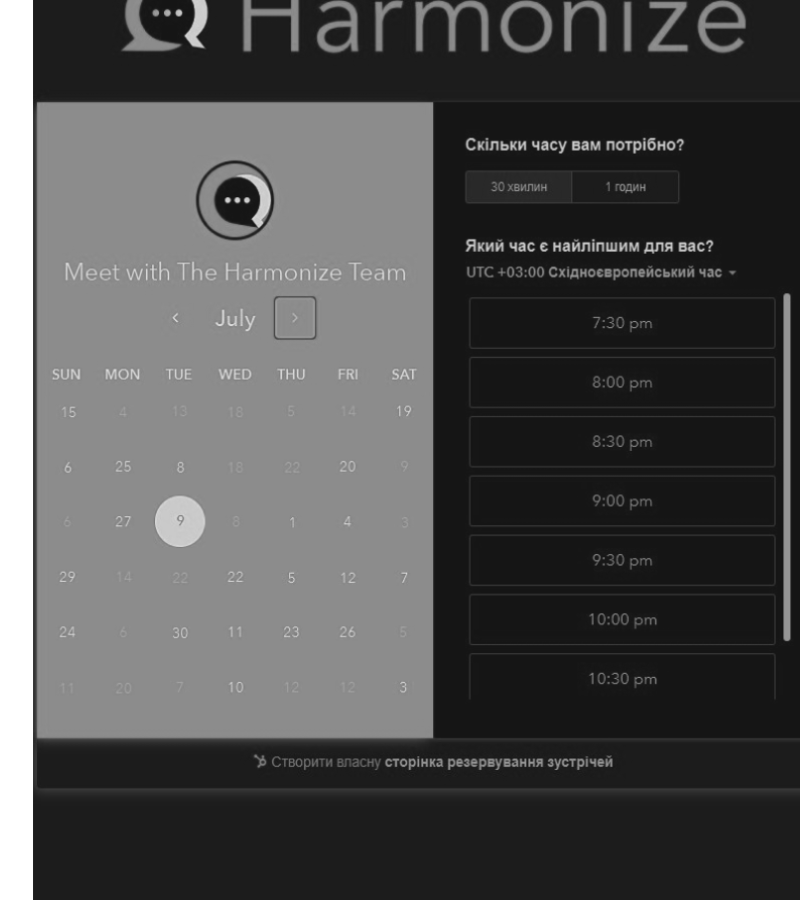 Harmonize
Meet with The Harmonize Team
July
SUN MON TUE WED THU FRI SAT
15 4 13 18 5 14 19
6 25 8 18 22 20 9
6 27 9 8 1 4 3
29 14 22 22 5 12 7
24 6 30 11 23 26 5
11 20 7 10 12 12 3
Скільки часу вам потрібно?
30 хвилин 1 годин
Який час є найліпшим для вас?
UTC +03:00 Східноєвропейський час
7:30 pm
8:00 pm
8:30 pm
9:00 pm
9:30 pm
10:00 pm
10:30 pm
Створити власну сторінка резервування зустрічей